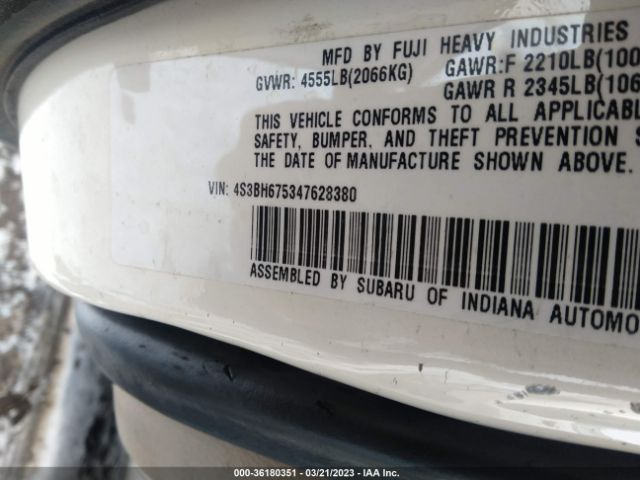 MFD BY FUJI HEAVY INDUSTRIES
GVWR: 4555LB(2066KG) GAWR:F 2210LB(100
GAWR R 2345LB(106
THIS VEHICLE CONFORMS TO ALL APPLICABL
SAFETY, BUMPER, AND THEFT PREVENTION S
THE DATE OF MANUFACTURE SHOWN ABOVE.
VIN: 4S3BH675347628380
ASSEMBLED BY SUBARU OF INDIANA AUTOMO
000-36180351 | 03/21/2023 | IAA Inc.